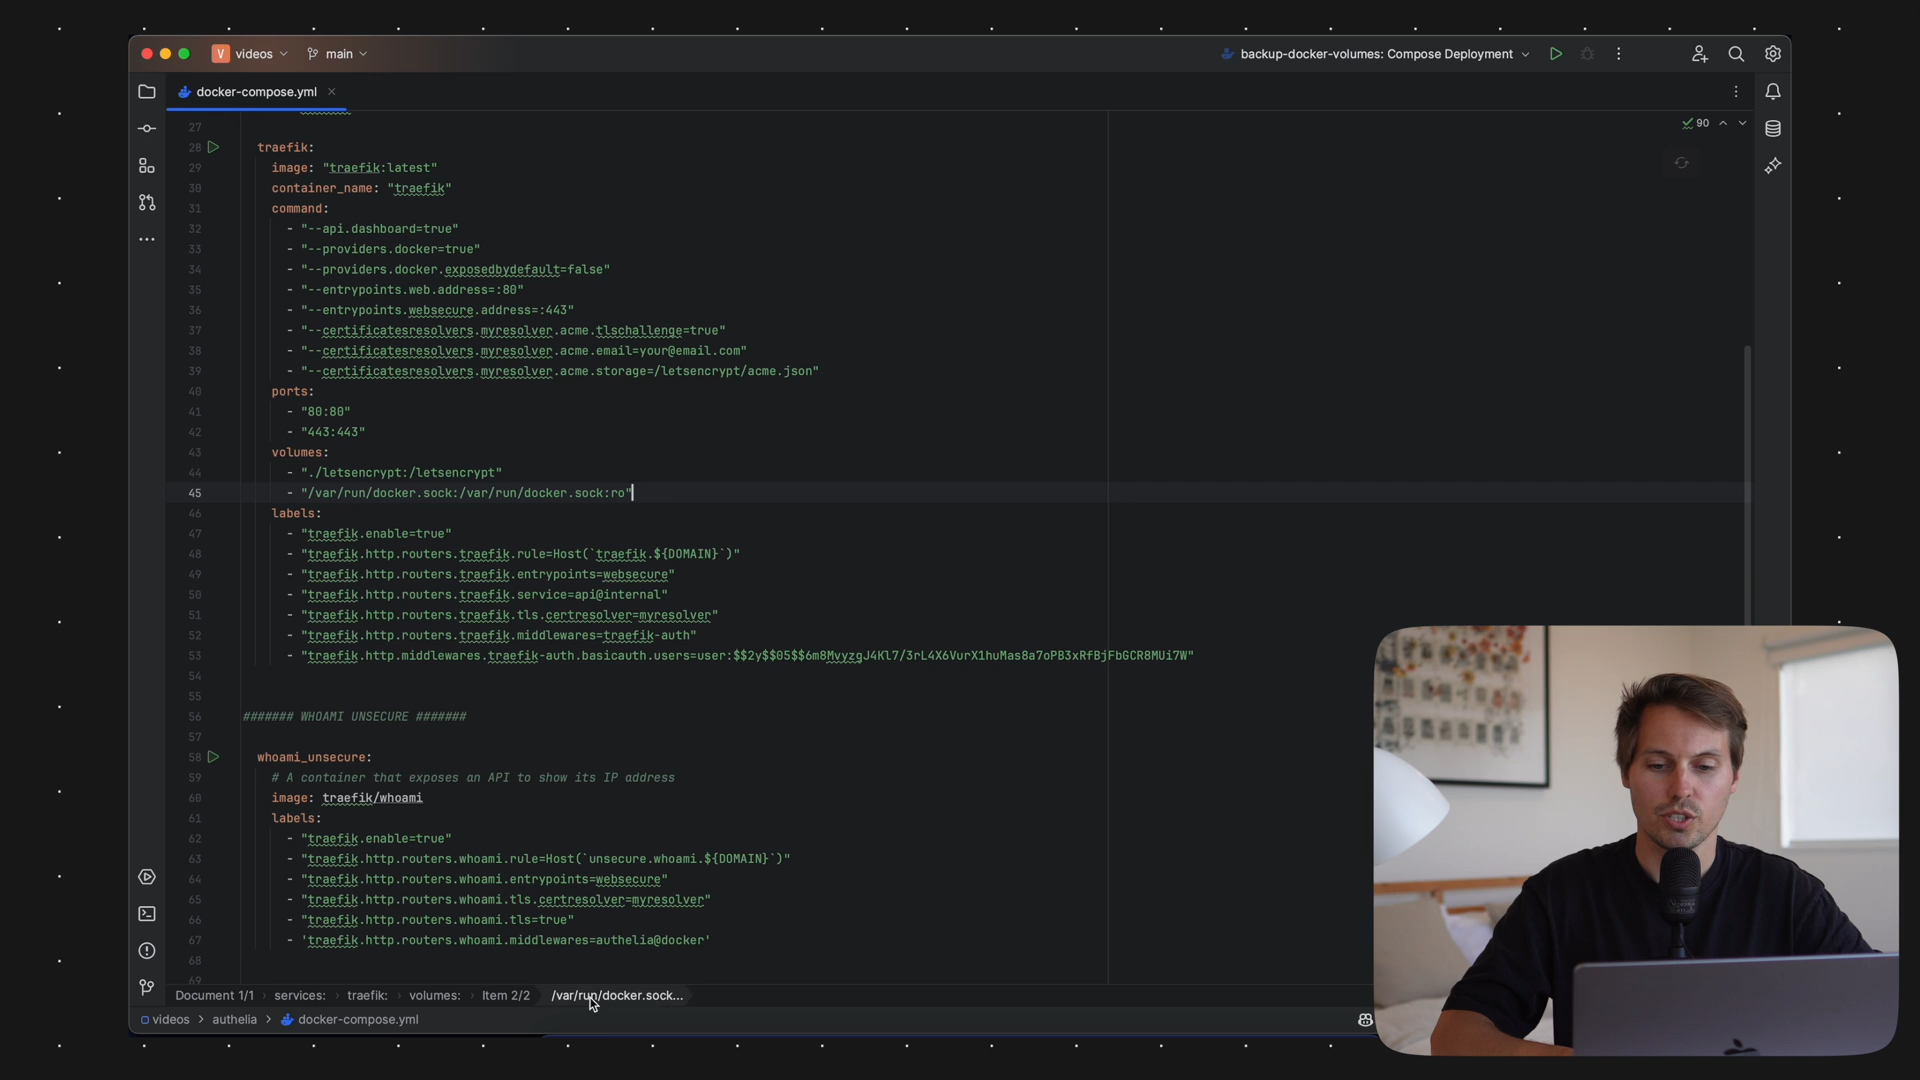 V videos main backup-docker-volumes: Compose Deployment
docker-compose.yml
90
27
28 traefik:
29 image: "traefik:latest"
30 container_name: "traefik"
31 command:
32 - "--api.dashboard=true"
33 - "--providers.docker=true"
34 - "--providers.docker.exposedbydefault=false"
35 - "--entrypoints.web.address=:80"
36 - "--entrypoints.websecure.address=:443"
37 - "--certificatesresolvers.myresolver.acme.tlschallenge=true"
38 - "--certificatesresolvers.myresolver.acme.email=your@email.com"
39 - "--certificatesresolvers.myresolver.acme.storage=/letsencrypt/acme.json"
40 ports:
41 - "80:80"
42 - "443:443"
43 volumes:
44 - "./letsencrypt:/letsencrypt"
45 - "/var/run/docker.sock:/var/run/docker.sock:ro"
46 labels:
47 - "traefik.enable=true"
48 - "traefik.http.routers.traefik.rule=Host(`traefik.${DOMAIN}`)"
49 - "traefik.http.routers.traefik.entrypoints=websecure"
50 - "traefik.http.routers.traefik.service=api@internal"
51 - "traefik.http.routers.traefik.tls.certresolver=myresolver"
52 - "traefik.http.routers.traefik.middlewares=traefik-auth"
53 - "traefik.http.middlewares.traefik-auth.basicauth.users=user:$$2y$$05$$6m8MvyzgJ4Kl7/3rL4X6VurX1huMas8a7oPB3xRfBjFbGCR8MUi7W"
54
55
56 ####### WHOAMI UNSECURE #######
57
58 whoami_unsecure:
59 # A container that exposes an API to show its IP address
60 image: traefik/whoami
61 labels:
62 - "traefik.enable=true"
63 - "traefik.http.routers.whoami.rule=Host(`unsecure.whoami.${DOMAIN}`)"
64 - "traefik.http.routers.whoami.entrypoints=websecure"
65 - "traefik.http.routers.whoami.tls.certresolver=myresolver"
66 - "traefik.http.routers.whoami.tls=true"
67 - 'traefik.http.routers.whoami.middlewares=authelia@docker'
68
69
Document 1/1 › services: › traefik: › volumes: › Item 2/2 › /var/run/docker.sock...
videos > authelia > docker-compose.yml